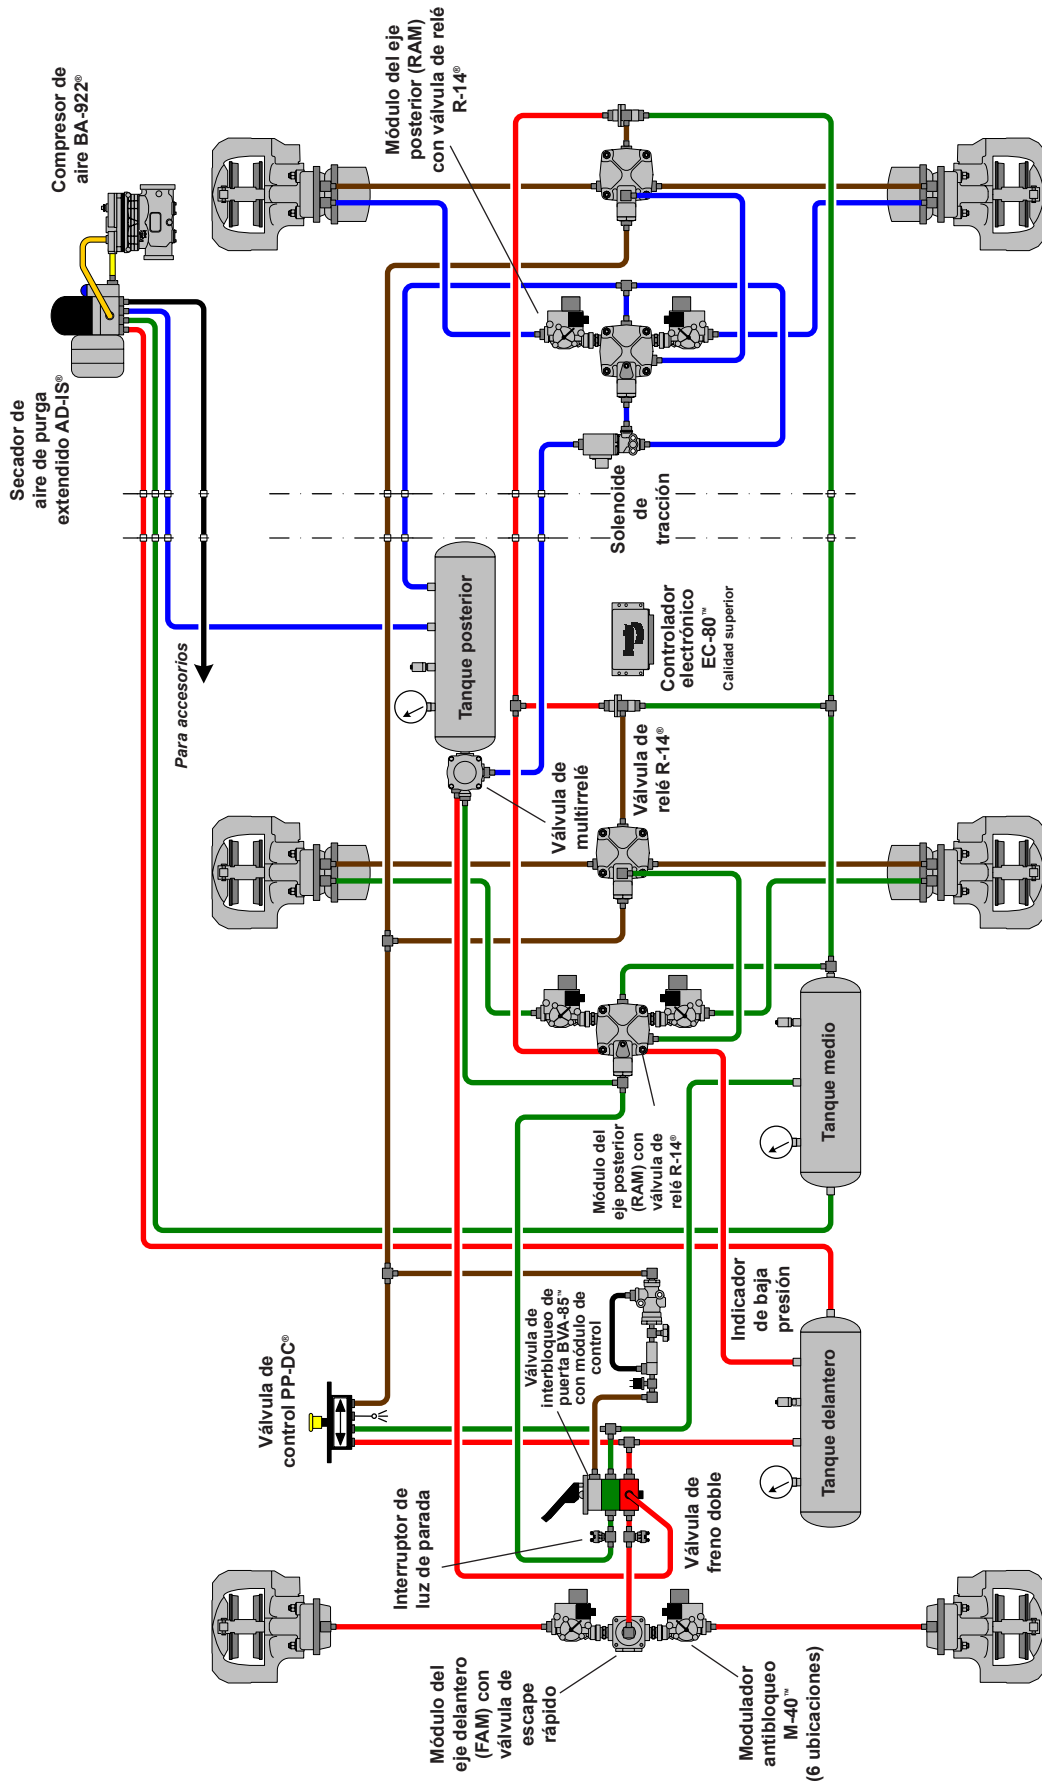 Compresor de
aire BA-922®
Secador de
aire de purga
extendido AD-IS®
Módulo del eje
posterior (RAM)
con válvula de relé
R-14®
Para accesorios
Tanque posterior
Solenoide
de
tracción
Controlador
electrónico
EC-80™
Calidad superior
Válvula de
multirrelé
Válvula de
relé R-14®
Módulo del
eje posterior
(RAM) con
válvula de
relé R-14®
Tanque medio
Válvula de
control PP-DC®
Válvula de
interbloqueo de
puerta BVA-85™
con módulo de
control
Indicador
de baja
presión
Tanque delantero
Interruptor de
luz de parada
Válvula de
freno doble
Módulo del
eje delantero
(FAM) con
válvula de
escape
rápido
Modulador
antibloqueo
M-40™
(6 ubicaciones)